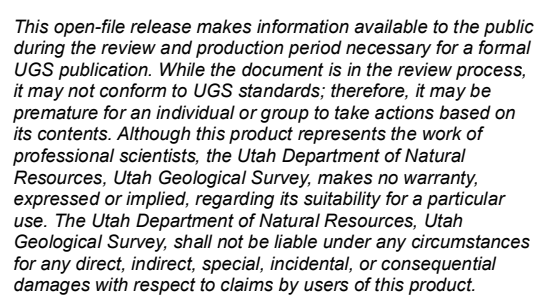 This open-file release makes information available to the public
during the review and production period necessary for a formal
UGS publication. While the document is in the review process,
it may not conform to UGS standards; therefore, it may be
premature for an individual or group to take actions based on
its contents. Although this product represents the work of
professional scientists, the Utah Department of Natural
Resources, Utah Geological Survey, makes no warranty,
expressed or implied, regarding its suitability for a particular
use. The Utah Department of Natural Resources, Utah
Geological Survey, shall not be liable under any circumstances
for any direct, indirect, special, incidental, or consequential
damages with respect to claims by users of this product.